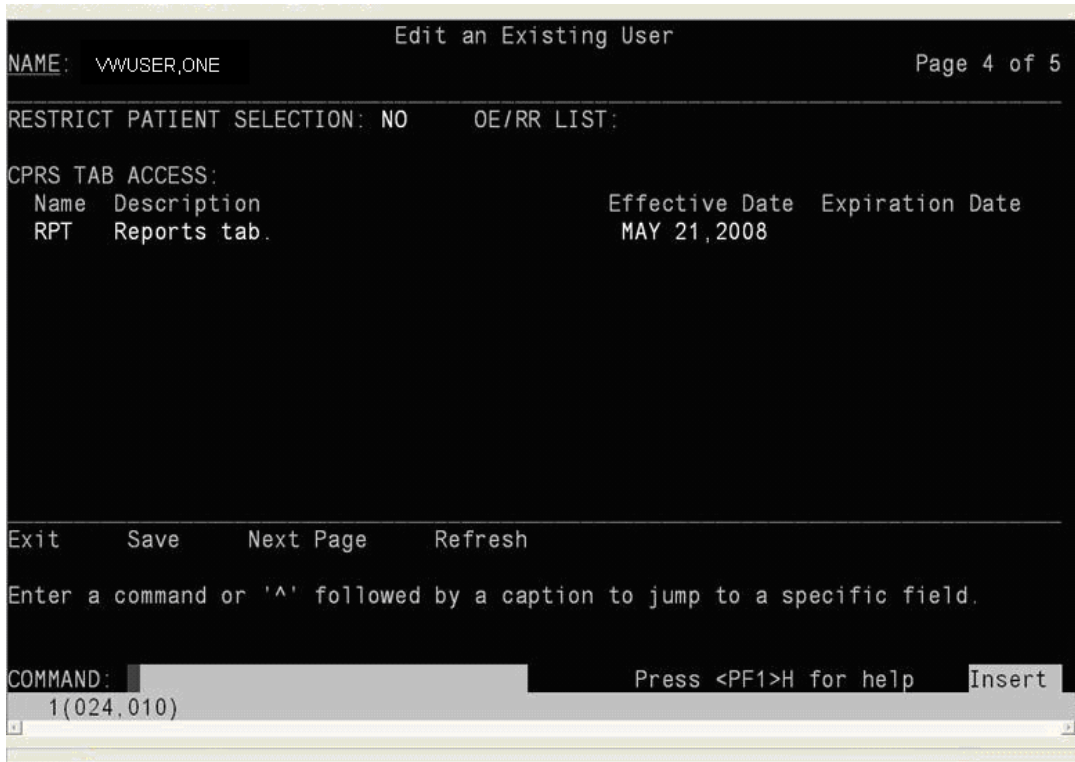 Edit an Existing User
NAME: VWUSER,ONE Page 4 of 5
RESTRICT PATIENT SELECTION: NO OE/RR LIST:
CPRS TAB ACCESS:
Name Description Effective Date Expiration Date
RPT Reports tab. MAY 21,2008
Exit Save Next Page Refresh
Enter a command or '^' followed by a caption to jump to a specific field.
COMMAND: Press <PF1>H for help Insert
1(024,010)